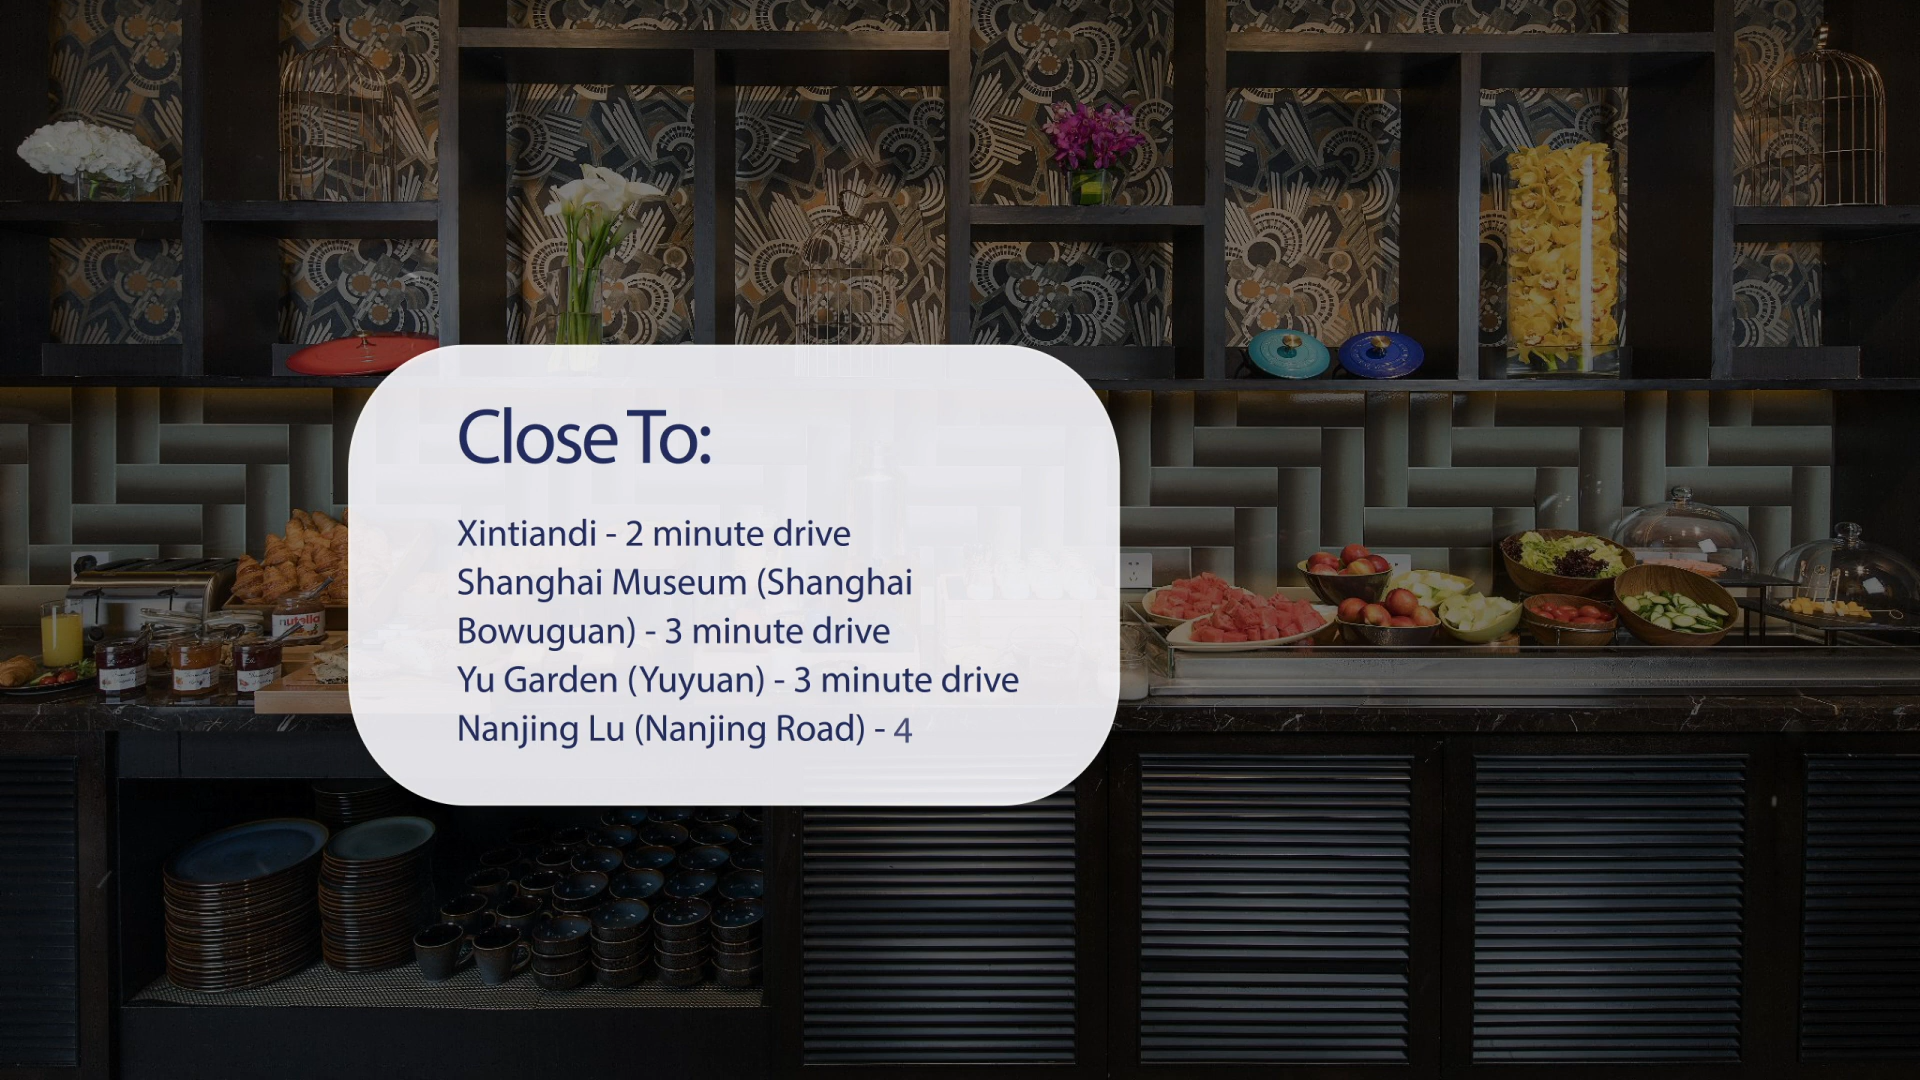 Close To:
Xintiandi - 2 minute drive
Shanghai Museum (Shanghai
Bowuguan) - 3 minute drive
Yu Garden (Yuyuan) - 3 minute drive
Nanjing Lu (Nanjing Road) - 4
nutella